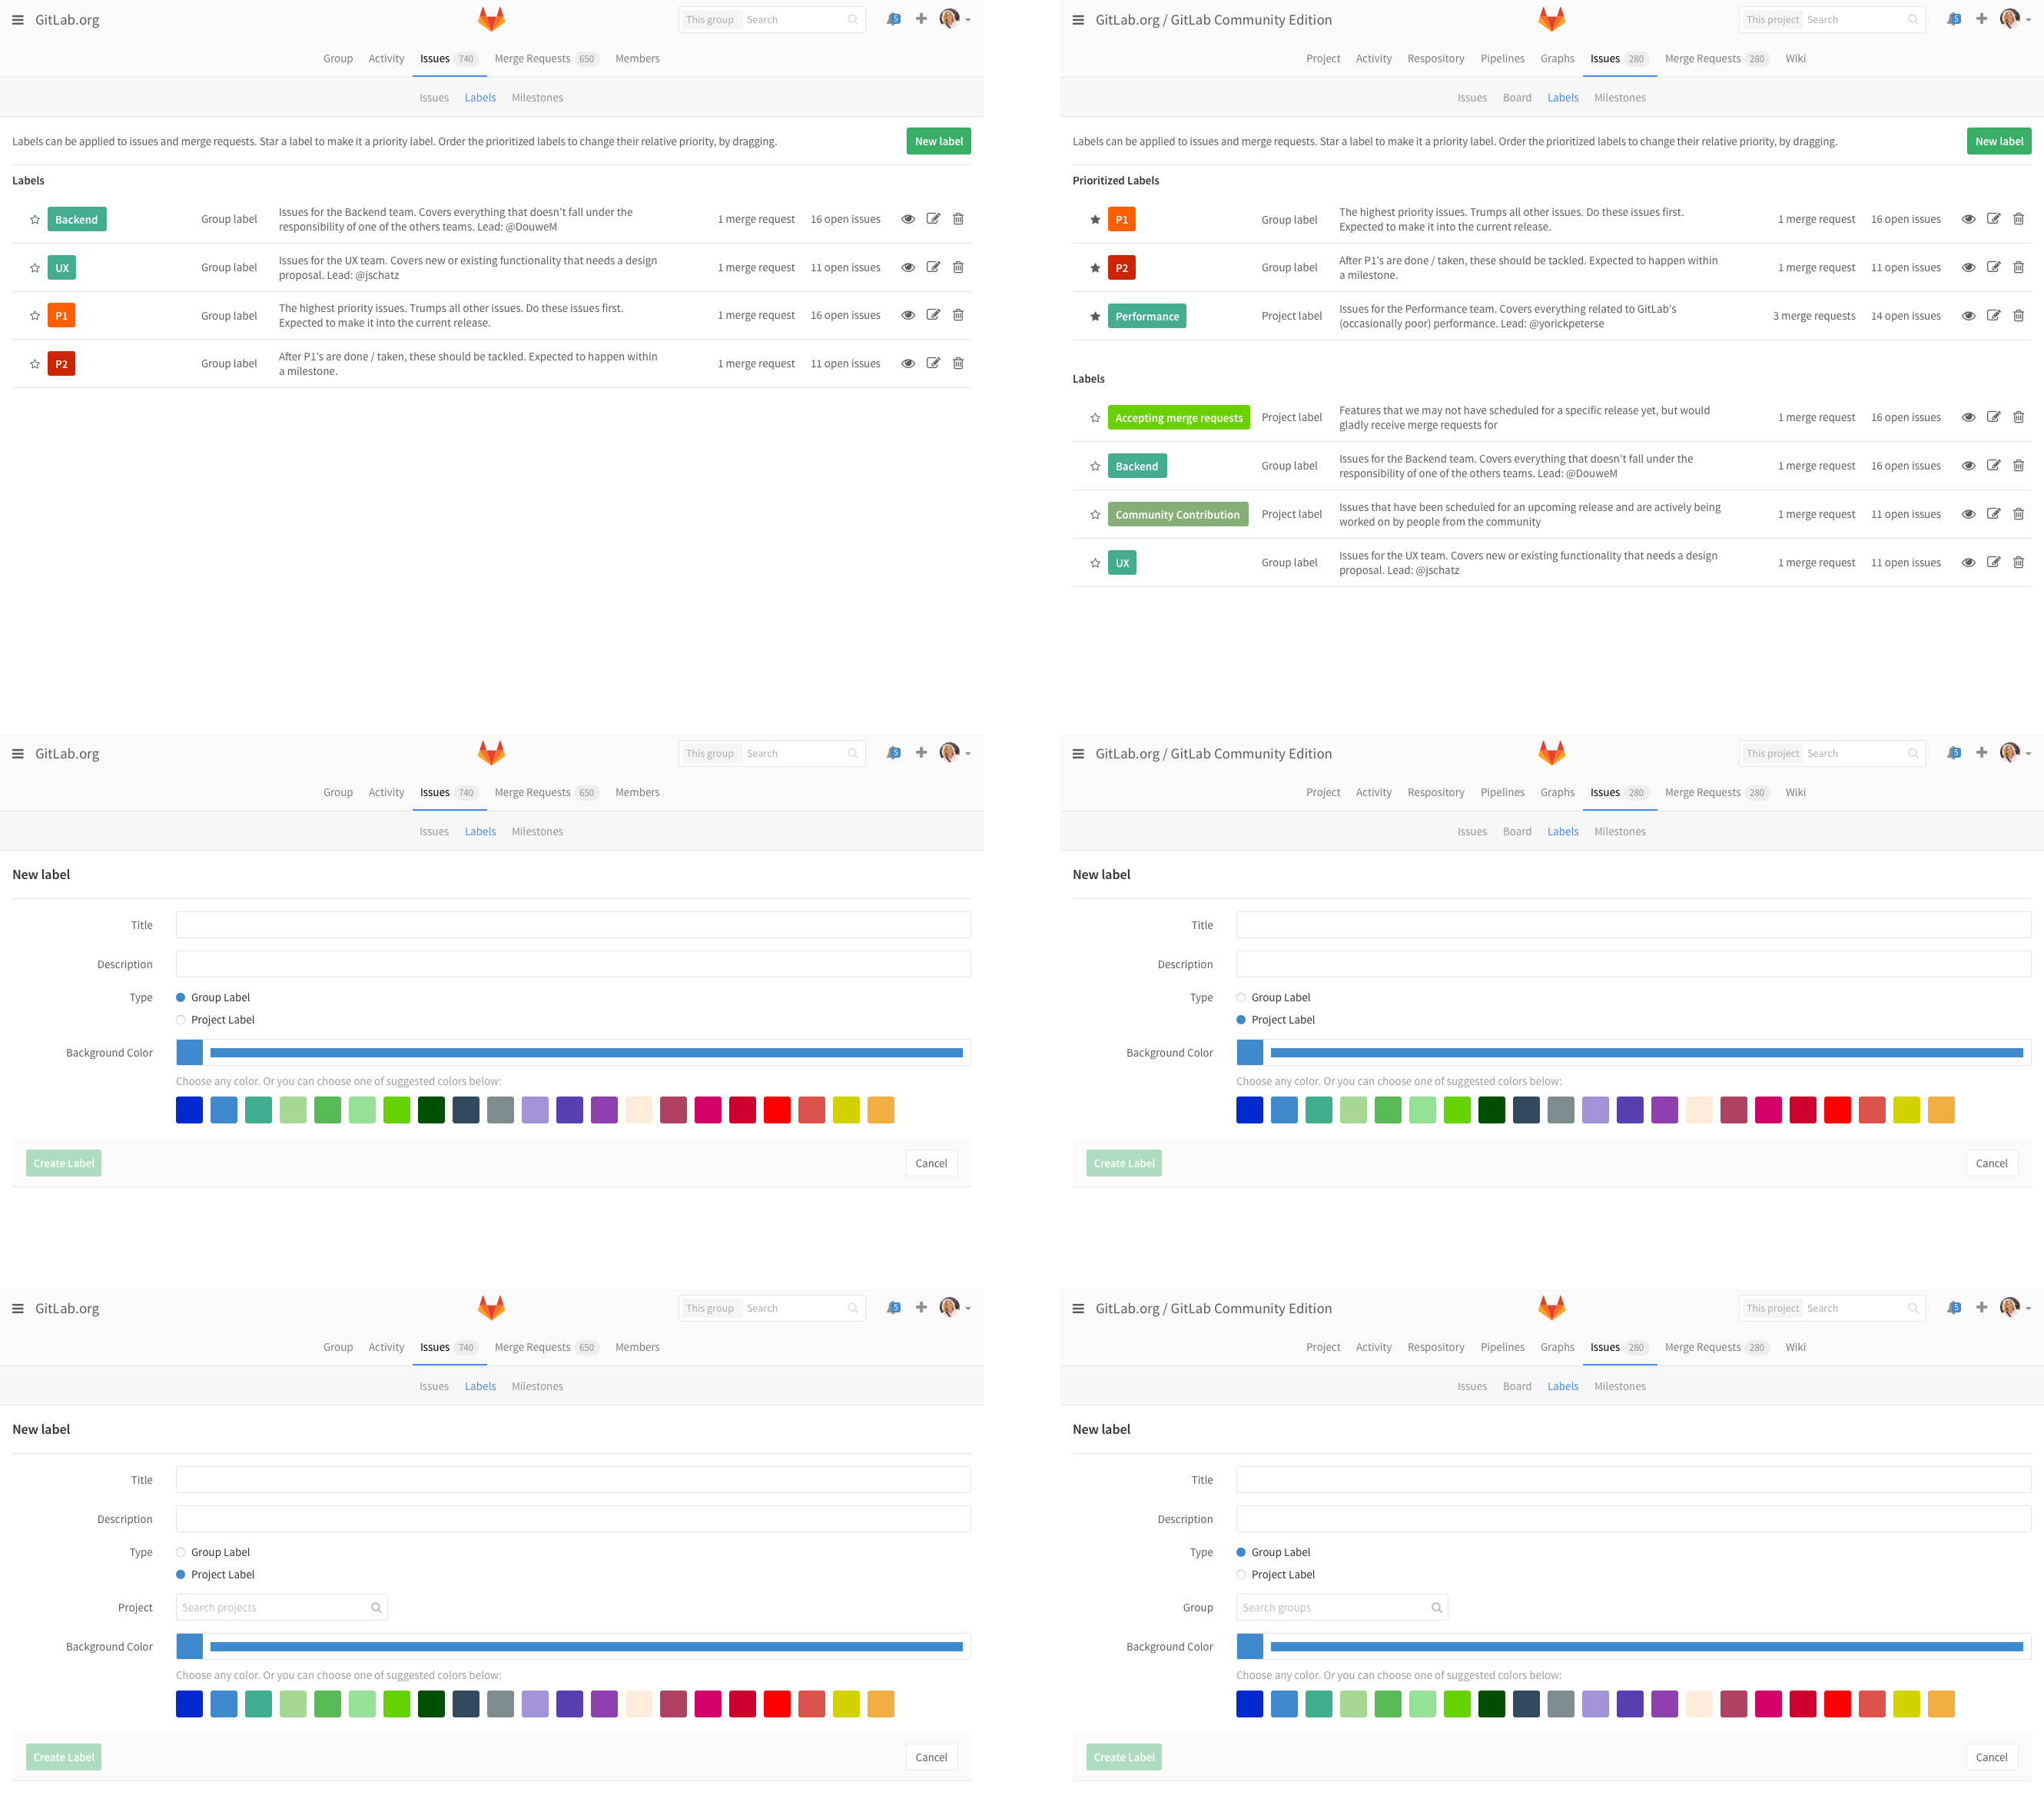 GitLab.org
This group Search
5
Group Activity Issues 740 Merge Requests 650 Members
Issues Labels Milestones
Labels can be applied to issues and merge requests. Star a label to make it a priority label. Order the prioritized labels to change their relative priority, by dragging.
New label
Labels
Backend
Group label
Issues for the Backend team. Covers everything that doesn't fall under the
responsibility of one of the others teams. Lead: @DouweM
1 merge request
16 open issues
UX
Group label
Issues for the UX team. Covers new or existing functionality that needs a design
proposal. Lead: @jschatz
1 merge request
11 open issues
P1
Group label
The highest priority issues. Trumps all other issues. Do these issues first.
Expected to make it into the current release.
1 merge request
16 open issues
P2
Group label
After P1's are done / taken, these should be tackled. Expected to happen within
a milestone.
1 merge request
11 open issues
GitLab.org / GitLab Community Edition
This project Search
5
Project Activity Respository Pipelines Graphs Issues 280 Merge Requests 280 Wiki
Issues Board Labels Milestones
Labels can be applied to issues and merge requests. Star a label to make it a priority label. Order the prioritized labels to change their relative priority, by dragging.
New label
Prioritized Labels
P1
Group label
The highest priority issues. Trumps all other issues. Do these issues first.
Expected to make it into the current release.
1 merge request
16 open issues
P2
Group label
After P1's are done / taken, these should be tackled. Expected to happen within
a milestone.
1 merge request
11 open issues
Performance
Project label
Issues for the Performance team. Covers everything related to GitLab's
(occasionally poor) performance. Lead: @yorickpeterse
3 merge requests
14 open issues
Labels
Accepting merge requests
Project label
Features that we may not have scheduled for a specific release yet, but would
gladly receive merge requests for
1 merge request
16 open issues
Backend
Group label
Issues for the Backend team. Covers everything that doesn't fall under the
responsibility of one of the others teams. Lead: @DouweM
1 merge request
16 open issues
Community Contribution
Project label
Issues that have been scheduled for an upcoming release and are actively being
worked on by people from the community
1 merge request
11 open issues
UX
Group label
Issues for the UX team. Covers new or existing functionality that needs a design
proposal. Lead: @jschatz
1 merge request
11 open issues
GitLab.org
This group Search
5
Group Activity Issues 740 Merge Requests 650 Members
Issues Labels Milestones
New label
Title
Description
Type
Group Label
Project Label
Background Color
Choose any color. Or you can choose one of suggested colors below:
Create Label
Cancel
GitLab.org / GitLab Community Edition
This project Search
5
Project Activity Respository Pipelines Graphs Issues 280 Merge Requests 280 Wiki
Issues Board Labels Milestones
New label
Title
Description
Type
Group Label
Project Label
Background Color
Choose any color. Or you can choose one of suggested colors below:
Create Label
Cancel
GitLab.org
This group Search
5
Group Activity Issues 740 Merge Requests 650 Members
Issues Labels Milestones
New label
Title
Description
Type
Group Label
Project Label
Project
Search projects
Background Color
Choose any color. Or you can choose one of suggested colors below:
Create Label
Cancel
GitLab.org / GitLab Community Edition
This project Search
5
Project Activity Respository Pipelines Graphs Issues 280 Merge Requests 280 Wiki
Issues Board Labels Milestones
New label
Title
Description
Type
Group Label
Project Label
Group
Search groups
Background Color
Choose any color. Or you can choose one of suggested colors below:
Create Label
Cancel